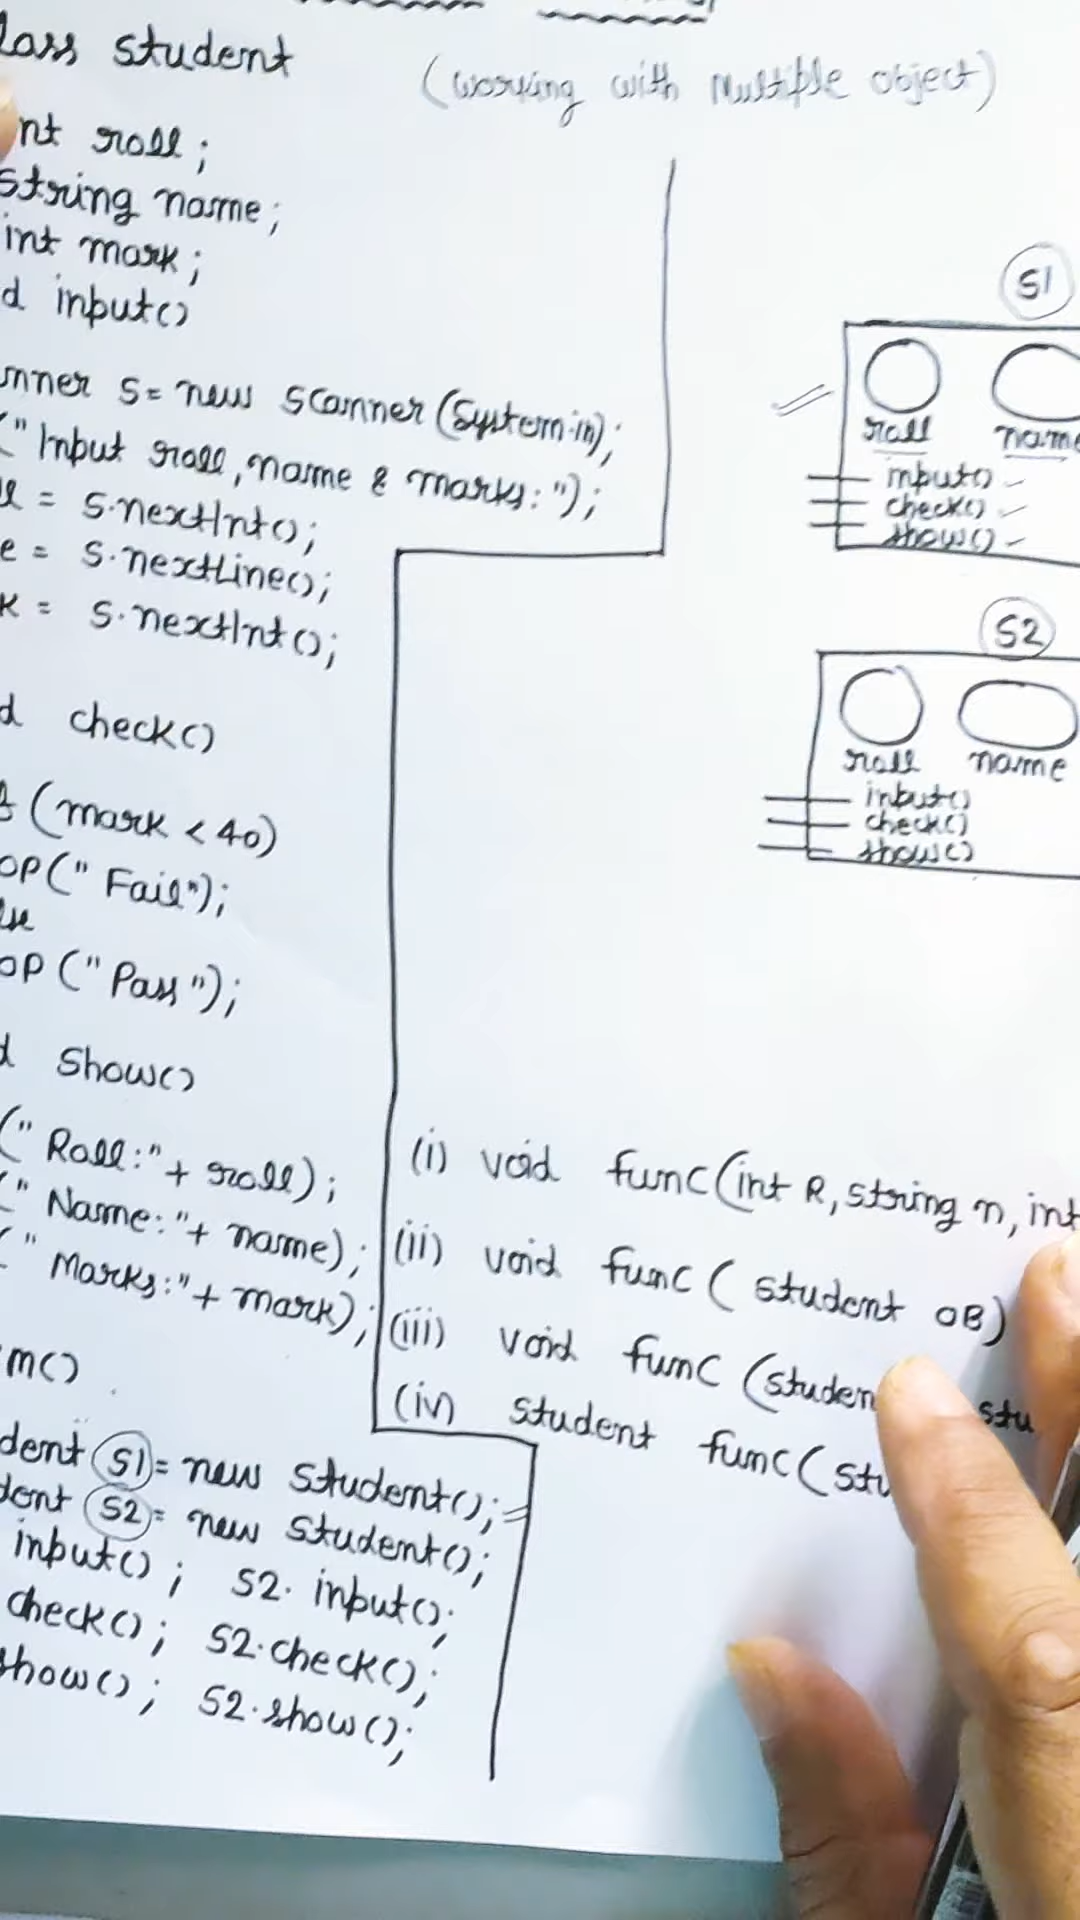 lass student
(working with Multiple object)
nt roll;
string name;
int mark;
d input()
nner S= new Scanner (System.in);
(" Input roll, name & marks: ");
ll = S.nextInt();
e = S.nextLine();
k = S.nextInt();
d check()
f (mark < 40)
OP (" Fail");
lse
OP (" Pass ");
d show()
(" Roll:"+ roll);
(" Name:"+ name);
(" Marks:"+ mark);
m()
dent S1 = new student();
dent S2 = new student();
input(); S2. input();
check(); S2.check();
show(); S2.show();
S1
roll name
input()
check()
show()
S2
roll name
input()
check()
show()
(i) void func (int R, string n, int
(ii) void func ( student OB)
(iii) void func (studen stu
(iv) student func ( stu